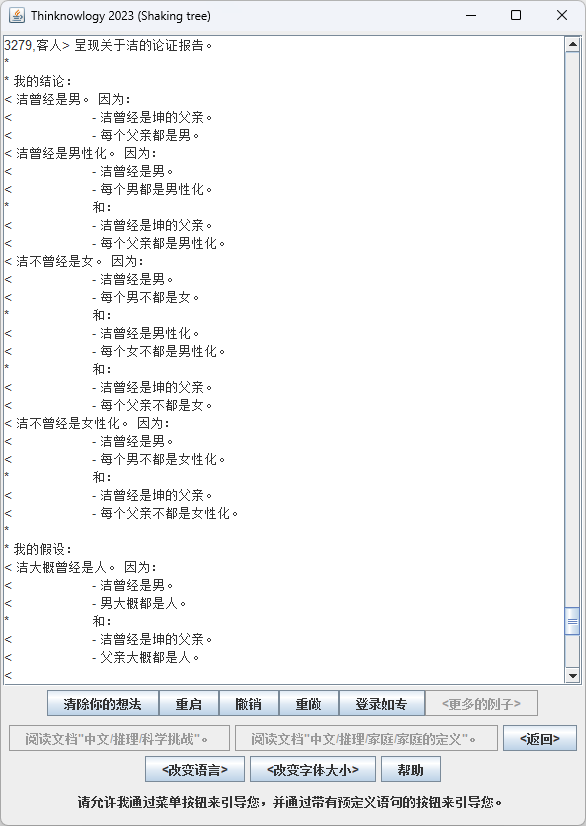 Thinknowlogy 2023 (Shaking tree)
3279,客人> 呈现关于洁的论证报告。
*
* 我的结论:
< 洁曾经是男。 因为:
< - 洁曾经是坤的父亲。
< - 每个父亲都是男。
< 洁曾经是男性化。 因为:
< - 洁曾经是男。
< - 每个男都是男性化。
* 和:
< - 洁曾经是坤的父亲。
< - 每个父亲都是男性化。
< 洁不曾经是女。 因为:
< - 洁曾经是男。
< - 每个男不都是女。
* 和:
< - 洁曾经是男性化。
< - 每个女不都是男性化。
* 和:
< - 洁曾经是坤的父亲。
< - 每个父亲不都是女。
< 洁不曾经是女性化。 因为:
< - 洁曾经是男。
< - 每个男不都是女性化。
* 和:
< - 洁曾经是坤的父亲。
< - 每个父亲不都是女性化。
*
* 我的假设:
< 洁大概曾经是人。 因为:
< - 洁曾经是男。
< - 男大概都是人。
* 和:
< - 洁曾经是坤的父亲。
< - 父亲大概都是人。
<
清除你的想法 重启 撤销 重做 登录如专 <更多的例子>
阅读文档"中文/推理/科学挑战"。 阅读文档"中文/推理/家庭/家庭的定义"。 <返回>
<改变语言> <改变字体大小> 帮助
请允许我通过菜单按钮来引导您，并通过带有预定义语句的按钮来引导您。